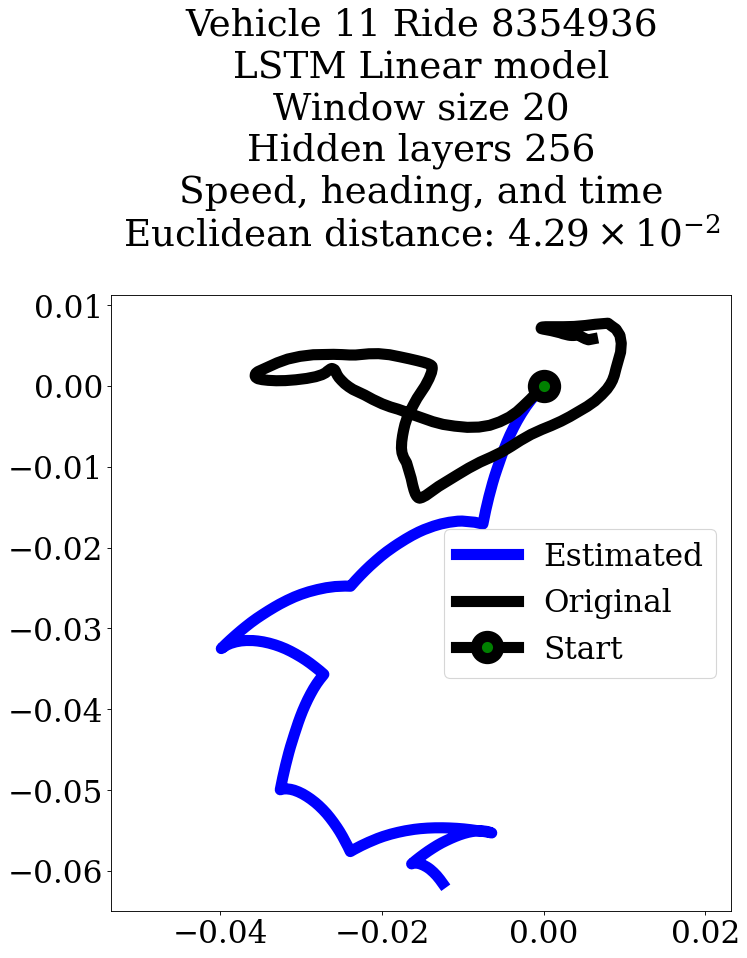 Vehicle 11 Ride 8354936
LSTM Linear model
Window size 20
Hidden layers 256
Speed, heading, and time
Euclidean distance: 4.29 × 10⁻²
0.01
0.00
−0.01
−0.02
−0.03
−0.04
−0.05
−0.06
Estimated
Original
Start
−0.04 −0.02 0.00 0.02